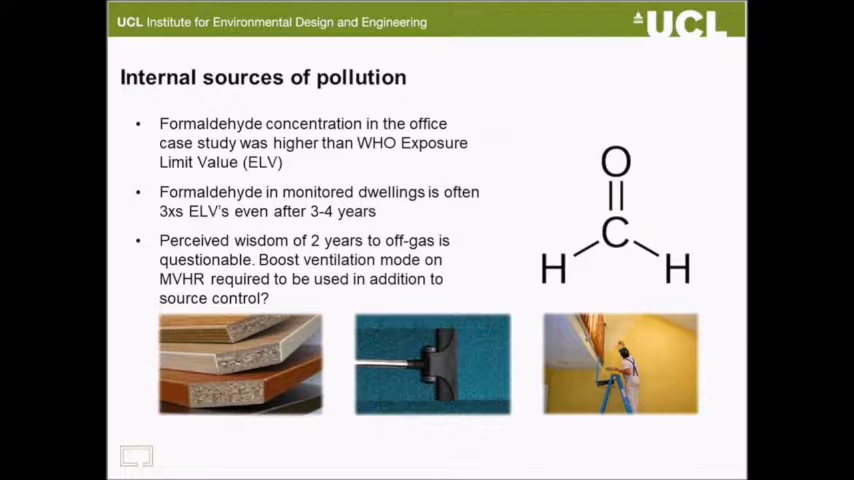 UCL Institute for Environmental Design and Engineering
UCL
Internal sources of pollution
• Formaldehyde concentration in the office
case study was higher than WHO Exposure
Limit Value (ELV)
• Formaldehyde in monitored dwellings is often
3xs ELV's even after 3-4 years
• Perceived wisdom of 2 years to off-gas is
questionable. Boost ventilation mode on
MVHR required to be used in addition to
source control?
O
C
H H